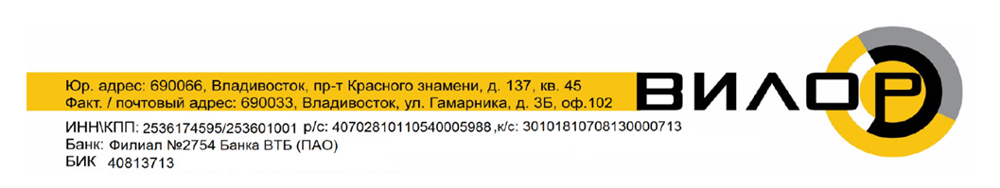 Юр. адрес: 690066, Владивосток, пр-т Красного знамени, д. 137, кв. 45
Факт. / почтовый адрес: 690033, Владивосток, ул. Гамарника, д. 3Б, оф.102
ВИЛОР
ИНН\КПП: 2536174595/253601001 р/с: 40702810110540005988 ,к/с: 30101810708130000713
Банк: Филиал №2754 Банка ВТБ (ПАО)
БИК 40813713